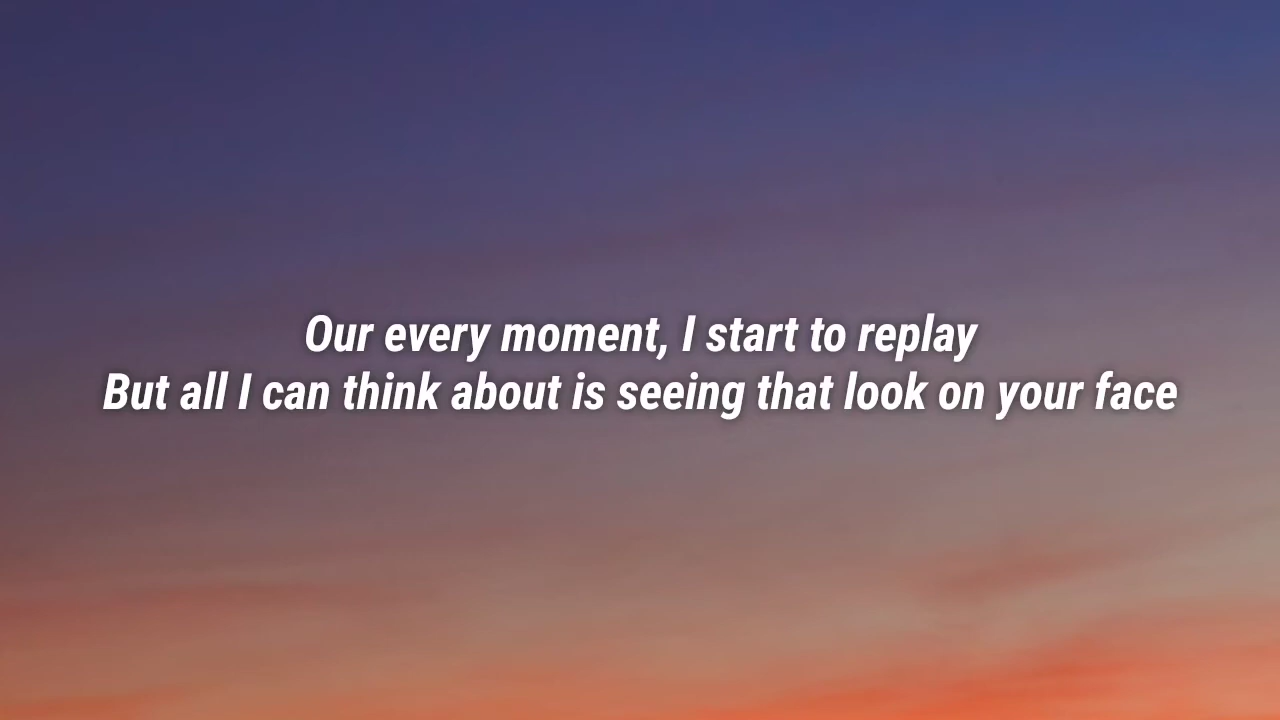 Our every moment, I start to replay
But all I can think about is seeing that look on your face